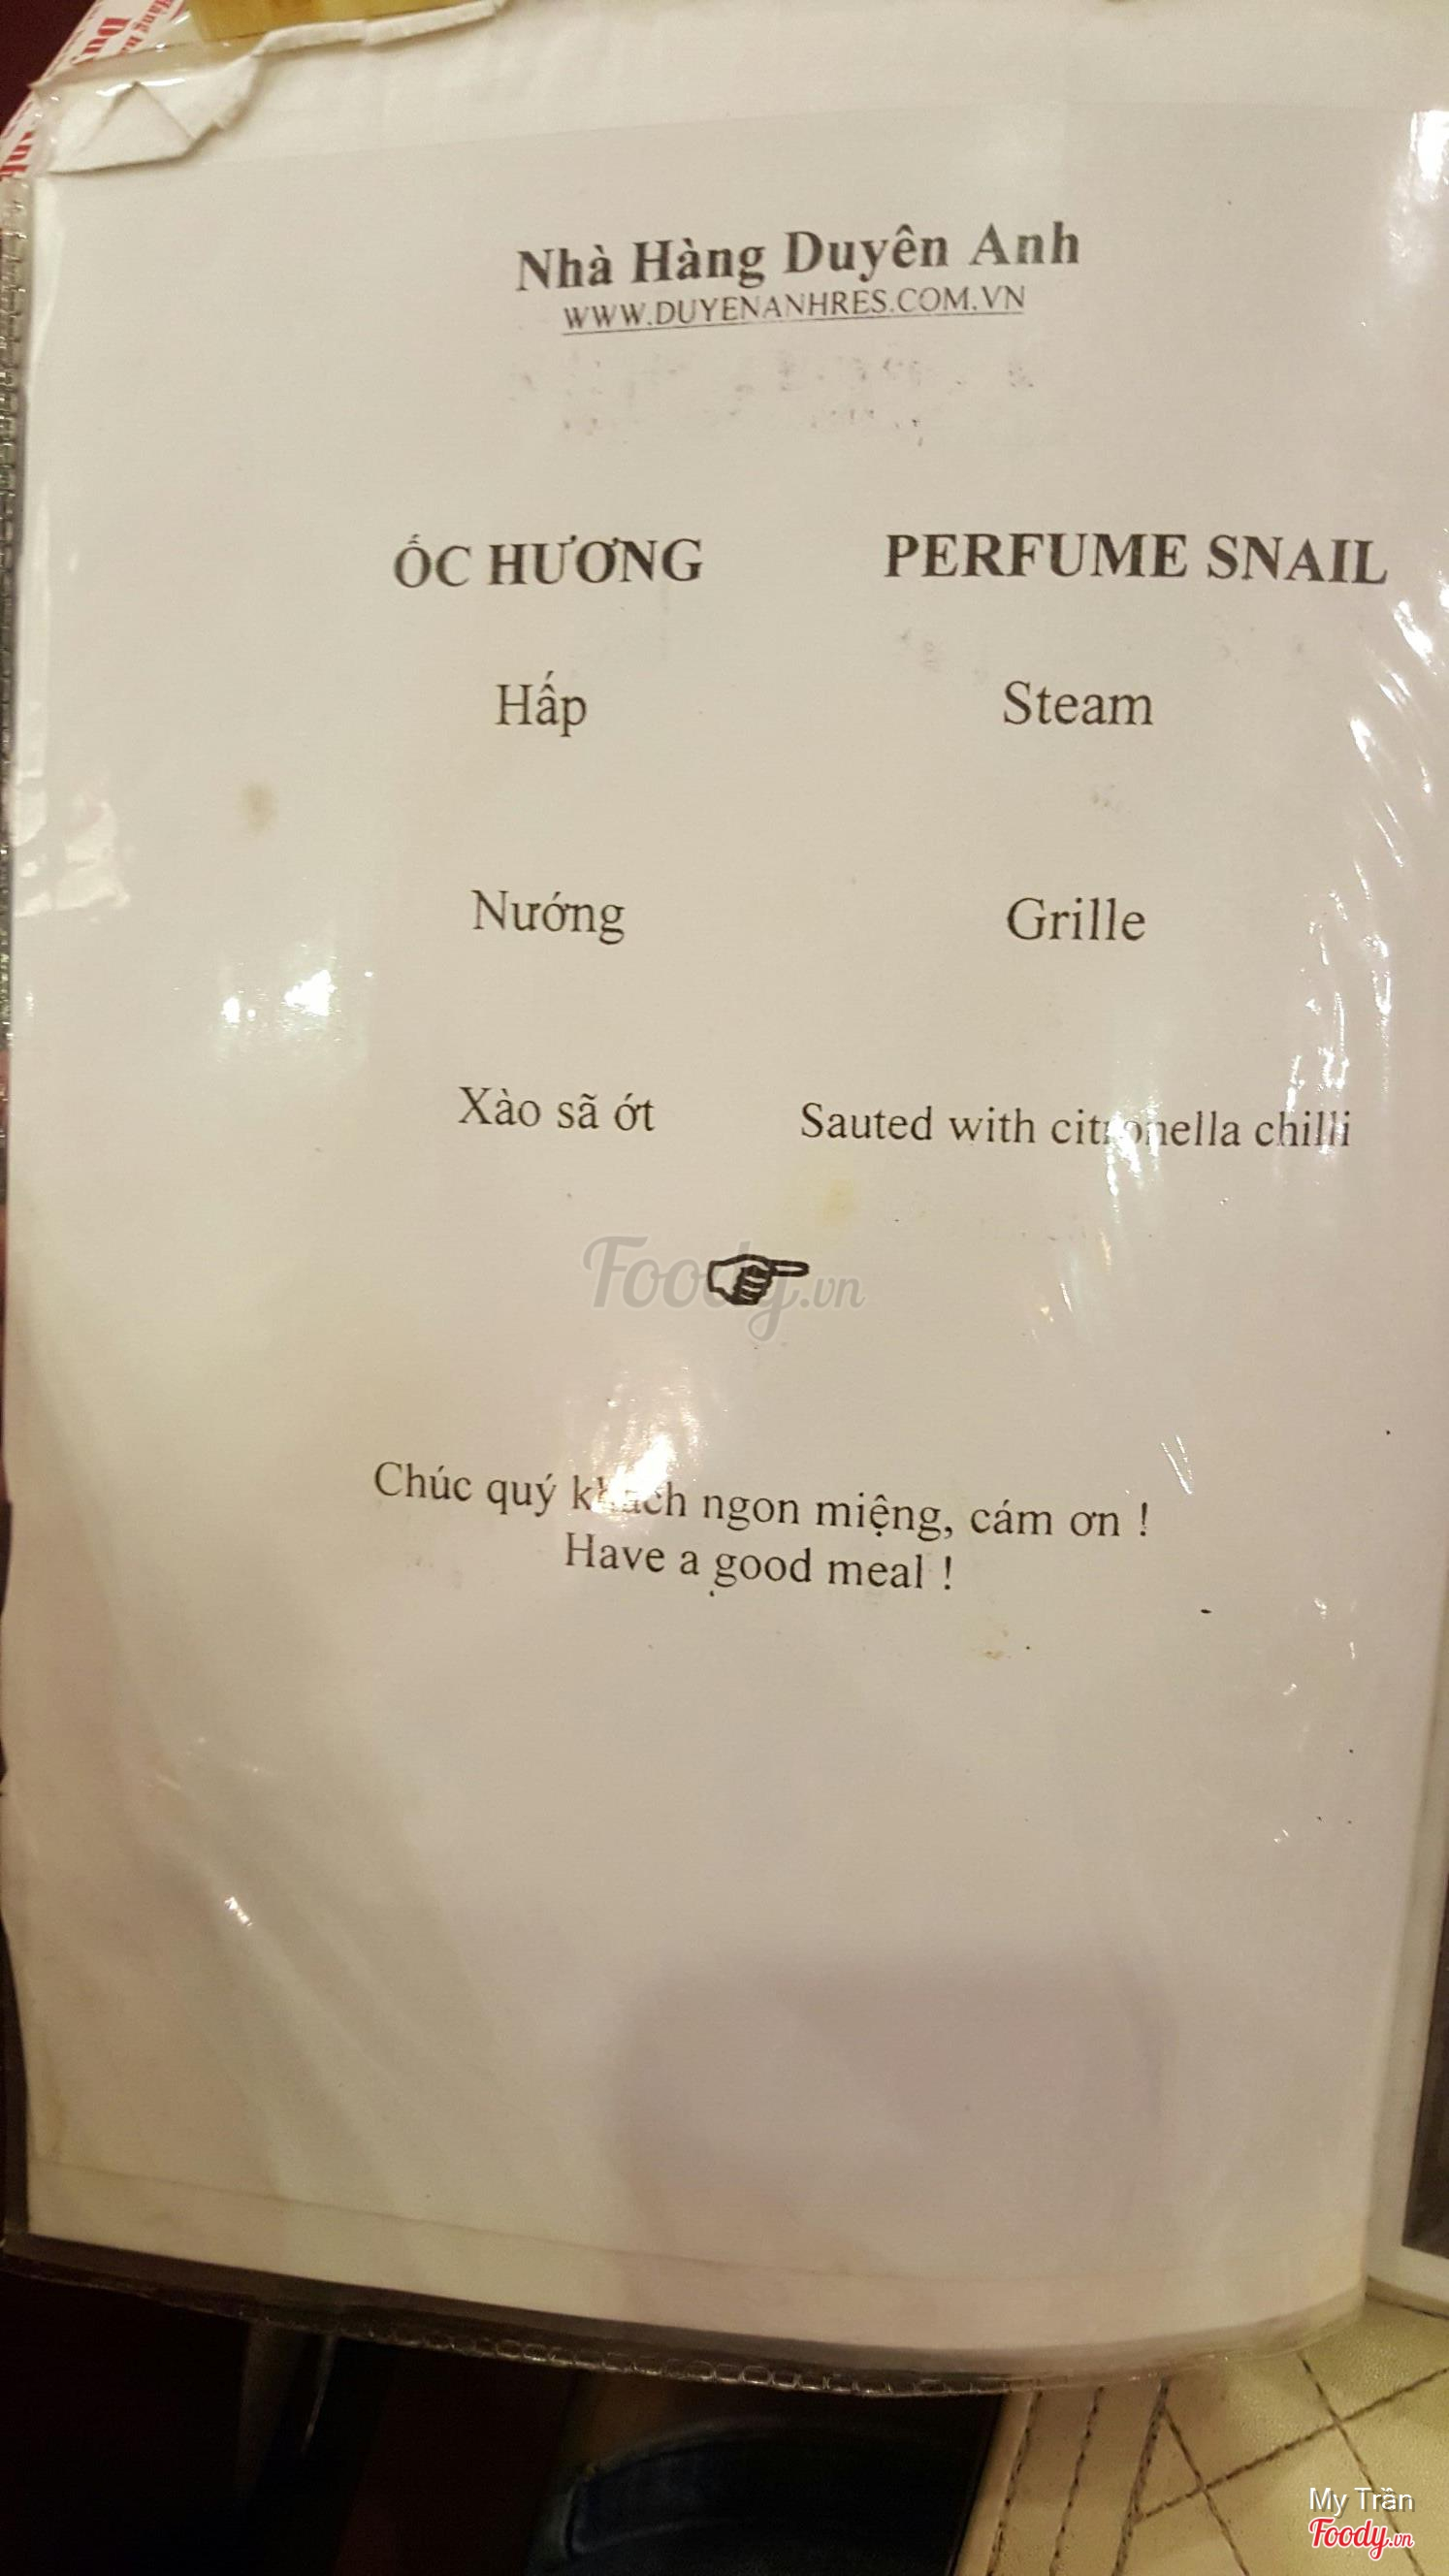 Nhà Hàng Duyên Anh
WWW.DUYENANHRES.COM.VN
ỐC HƯƠNG PERFUME SNAIL
Hấp Steam
Nướng Grille
Xào sã ớt Sauted with citronella chilli
Foody.vn
Chúc quý khách ngon miệng, cám ơn !
Have a good meal !
My Trần
Foody.vn